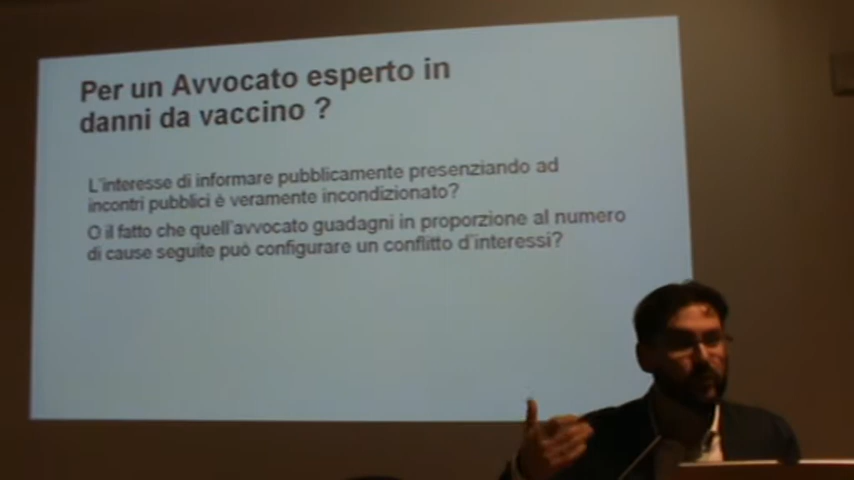 Per un Avvocato esperto in
danni da vaccino ?
L'interesse di informare pubblicamente presenziando ad
incontri pubblici è veramente incondizionato?
O il fatto che quell'avvocato guadagni in proporzione al numero
di cause seguite può configurare un conflitto d'interessi?